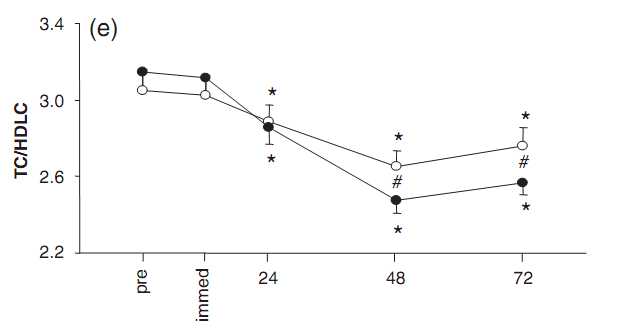 (e)
TC/HDLC
3.4
3.0
2.6
2.2
* * *
# #
* * *
pre immed 24 48 72